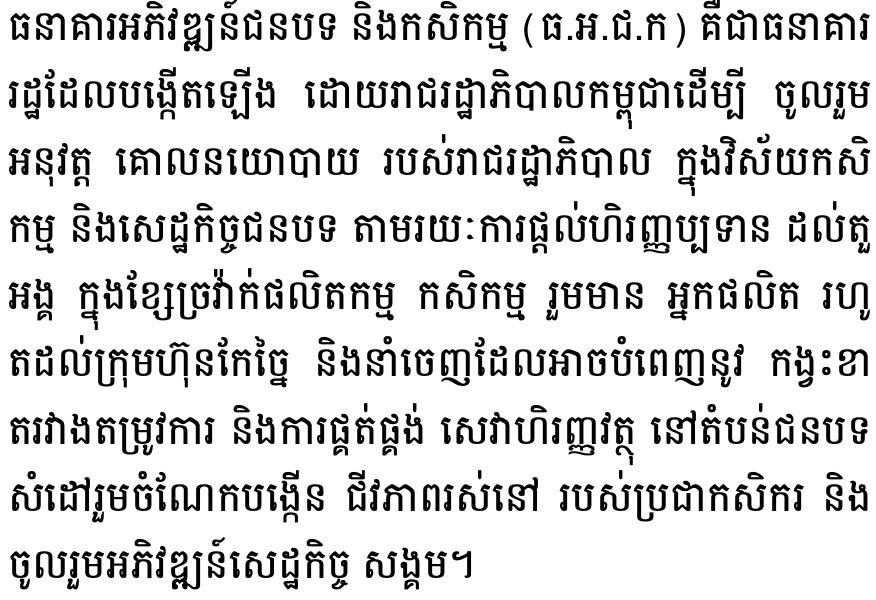 ធនាគារអភិវឌ្ឍន៍ជនបទ និងកសិកម្ម (ធ.អ.ជ.ក) គឺជាធនាគារ
រដ្ឋដែលបង្កើតឡើង ដោយរាជរដ្ឋាភិបាលកម្ពុជាដើម្បី ចូលរួម
អនុវត្ត គោលនយោបាយ របស់រាជរដ្ឋាភិបាល ក្នុងវិស័យកសិ
កម្ម និងសេដ្ឋកិច្ចជនបទ តាមរយៈការផ្តល់ហិរញ្ញប្បទាន ដល់តួ
អង្គ ក្នុងខ្សែច្រវ៉ាក់ផលិតកម្ម កសិកម្ម រួមមាន អ្នកផលិត រហូ
តដល់ក្រុមហ៊ុនកែច្នៃ និងនាំចេញដែលអាចបំពេញនូវ កង្វះខា
តរវាងតម្រូវការ និងការផ្គត់ផ្គង់ សេវាហិរញ្ញវត្ថុ នៅតំបន់ជនបទ
សំដៅរួមចំណែកបង្កើន ជីវភាពរស់នៅ របស់ប្រជាកសិករ និង
ចូលរួមអភិវឌ្ឍន៍សេដ្ឋកិច្ច សង្គម។